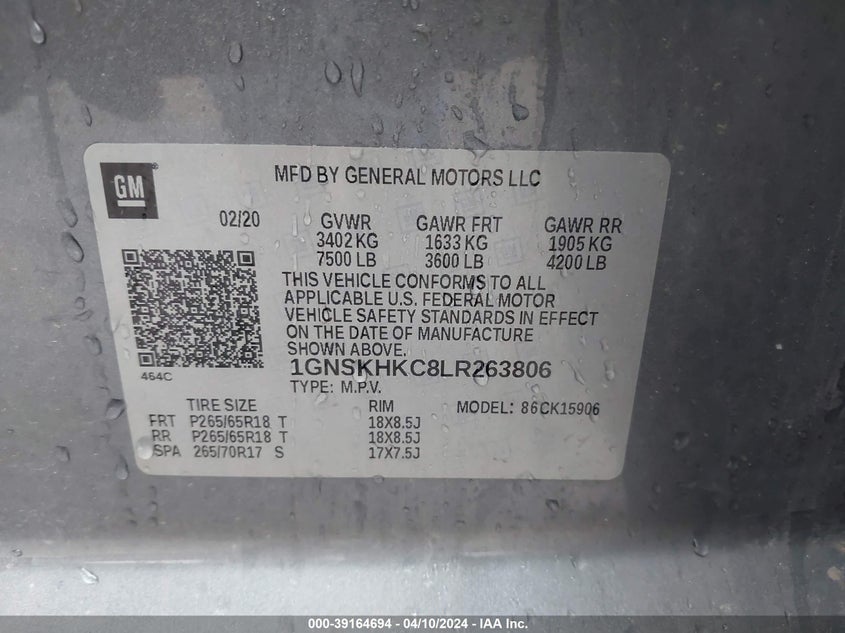 GM
MFD BY GENERAL MOTORS LLC
02/20 GVWR GAWR FRT GAWR RR
3402 KG 1633 KG 1905 KG
7500 LB 3600 LB 4200 LB
THIS VEHICLE CONFORMS TO ALL
APPLICABLE U.S. FEDERAL MOTOR
VEHICLE SAFETY STANDARDS IN EFFECT
ON THE DATE OF MANUFACTURE
SHOWN ABOVE.
464C
1GNSKHKC8LR263806
TYPE: M.P.V.
TIRE SIZE RIM MODEL: 86CK15906
FRT P265/65R18 T 18X8.5J
RR P265/65R18 T 18X8.5J
SPA 265/70R17 S 17X7.5J
000-39164694 - 04/10/2024 - IAA Inc.